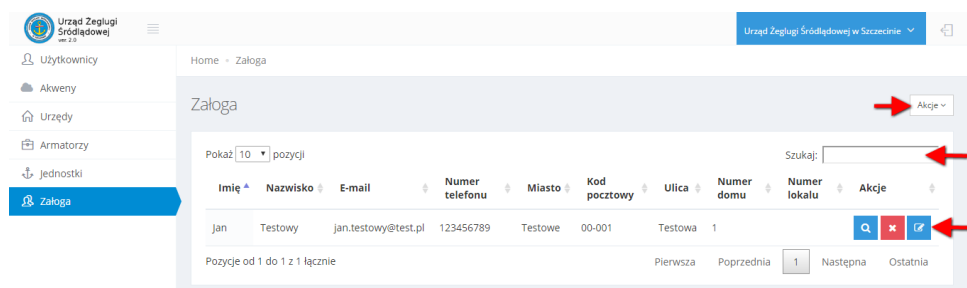 Urząd Żeglugi
Śródlądowej
ver. 2.0
Urząd Żeglugi Śródlądowej w Szczecinie
Użytkownicy
Home Załoga
Akweny
Załoga
Akcje
Urzędy
Armatorzy
Pokaż 10 pozycji
Szukaj:
Jednostki
Imię Nazwisko E-mail Numer telefonu Miasto Kod pocztowy Ulica Numer domu Numer lokalu Akcje
Załoga
Jan Testowy jan.testowy@test.pl 123456789 Testowe 00-001 Testowa 1
Pozycje od 1 do 1 z 1 łącznie
Pierwsza Poprzednia 1 Następna Ostatnia